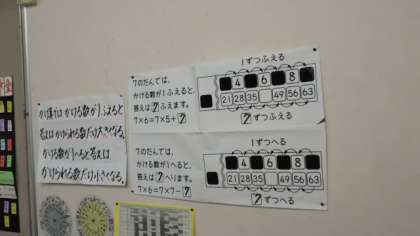 かけ算では かける数が1ふえると
答えは かけられる数だけ大きくなる。
かける数が1へると答えは
かけられる数だけ小さくなる。
7のだんでは、
かける数が1ふえると、
答えは 7 ふえます。
7×6=7×5+7
1ずつふえる
4 6 8
21 28 35 49 56 63
7ずつふえる
7のだんでは、
かける数が1へると、
答えは 7 へります。
7×6=7×7-7
1ずつへる
4 6 8
21 28 35 49 56 63
7ずつへる